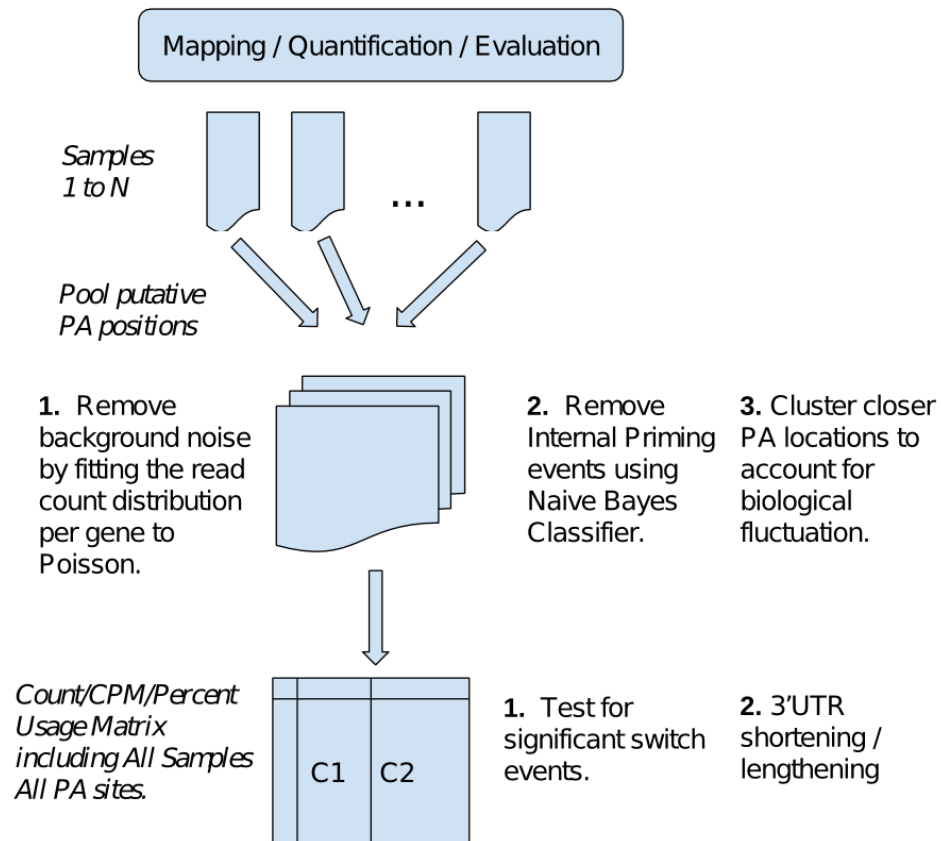 Mapping / Quantification / Evaluation
Samples
1 to N
...
Pool putative
PA positions
1. Remove
background noise
by fitting the read
count distribution
per gene to
Poisson.
2. Remove
Internal Priming
events using
Naive Bayes
Classifier.
3. Cluster closer
PA locations to
account for
biological
fluctuation.
Count/CPM/Percent
Usage Matrix
including All Samples
All PA sites.
C1 C2
1. Test for
significant switch
events.
2. 3'UTR
shortening /
lengthening